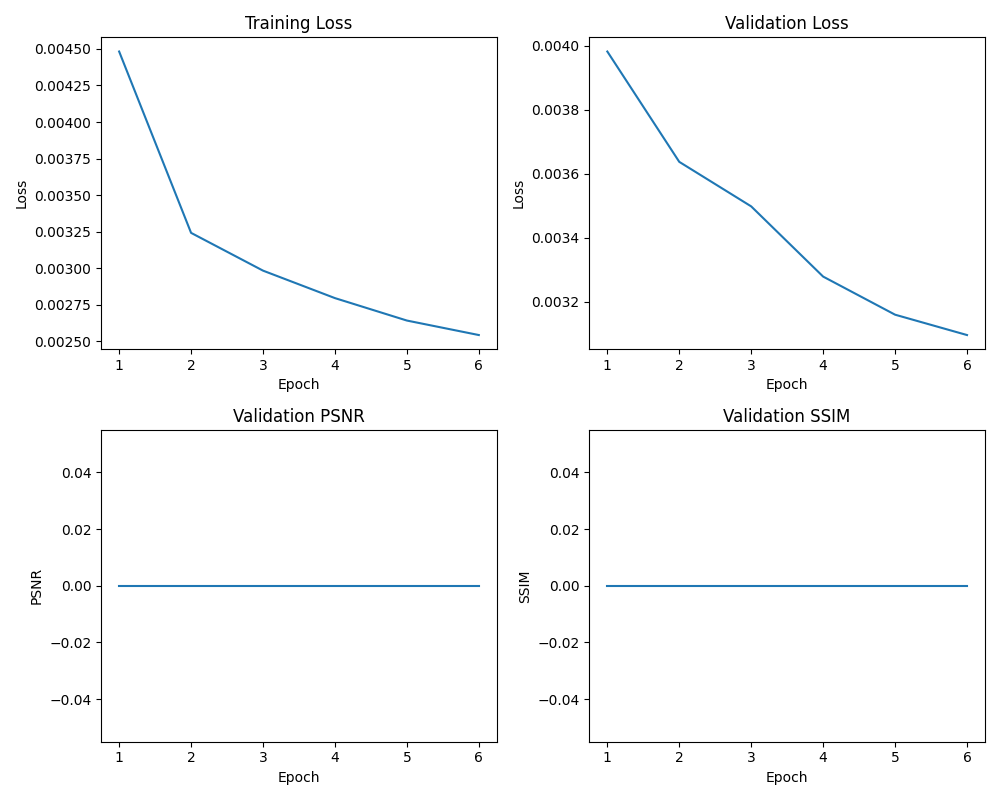 Training Loss
0.00450
0.00425
0.00400
0.00375
0.00350
0.00325
0.00300
0.00275
0.00250
Loss
1 2 3 4 5 6
Epoch
Validation Loss
0.0040
0.0038
0.0036
0.0034
0.0032
Loss
1 2 3 4 5 6
Epoch
Validation PSNR
0.04
0.02
0.00
−0.02
−0.04
PSNR
1 2 3 4 5 6
Epoch
Validation SSIM
0.04
0.02
0.00
−0.02
−0.04
SSIM
1 2 3 4 5 6
Epoch